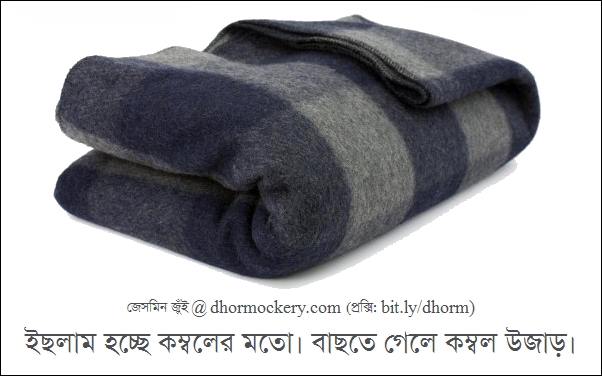 জেসমিন জুঁই@dhormockery.com (প্রক্সি: bit.ly/dhorm)
ইছলাম হচ্ছে কম্বলের মতো। বাছতে গেলে কম্বল উজাড়।